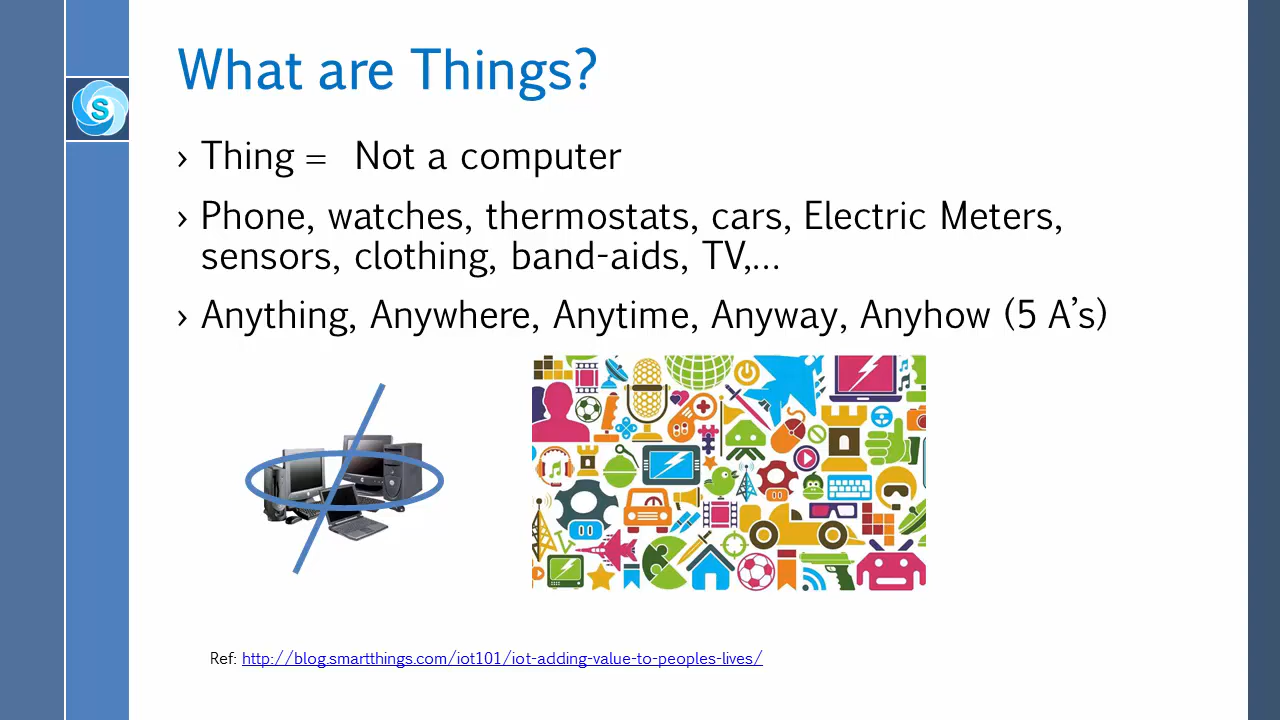 What are Things?
S
› Thing = Not a computer
› Phone, watches, thermostats, cars, Electric Meters,
sensors, clothing, band-aids, TV,...
› Anything, Anywhere, Anytime, Anyway, Anyhow (5 A’s)
Ref: http://blog.smartthings.com/iot101/iot-adding-value-to-peoples-lives/